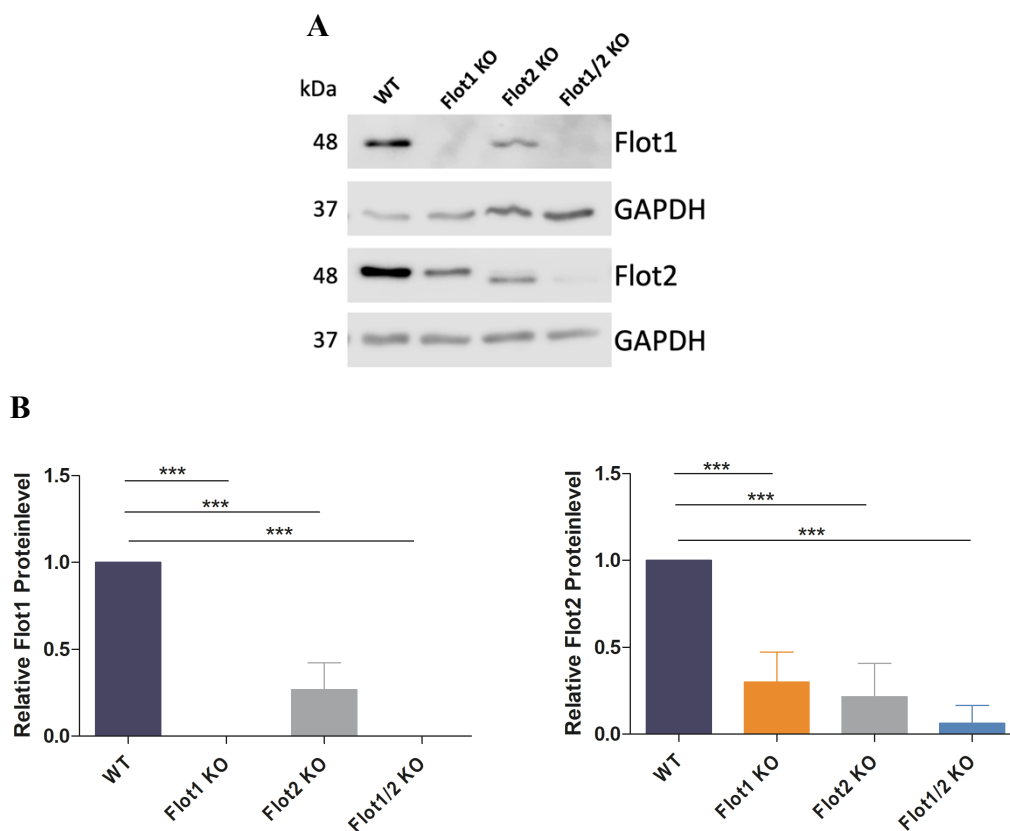 A
kDa
WT
Flot1 KO
Flot2 KO
Flot1/2 KO
48
Flot1
37
GAPDH
48
Flot2
37
GAPDH
B
Relative Flot1 Proteinlevel
1.5
1.0
0.5
0.0
***
***
***
WT
Flot1 KO
Flot2 KO
Flot1/2 KO
Relative Flot2 Proteinlevel
1.5
1.0
0.5
0.0
***
***
***
WT
Flot1 KO
Flot2 KO
Flot1/2 KO